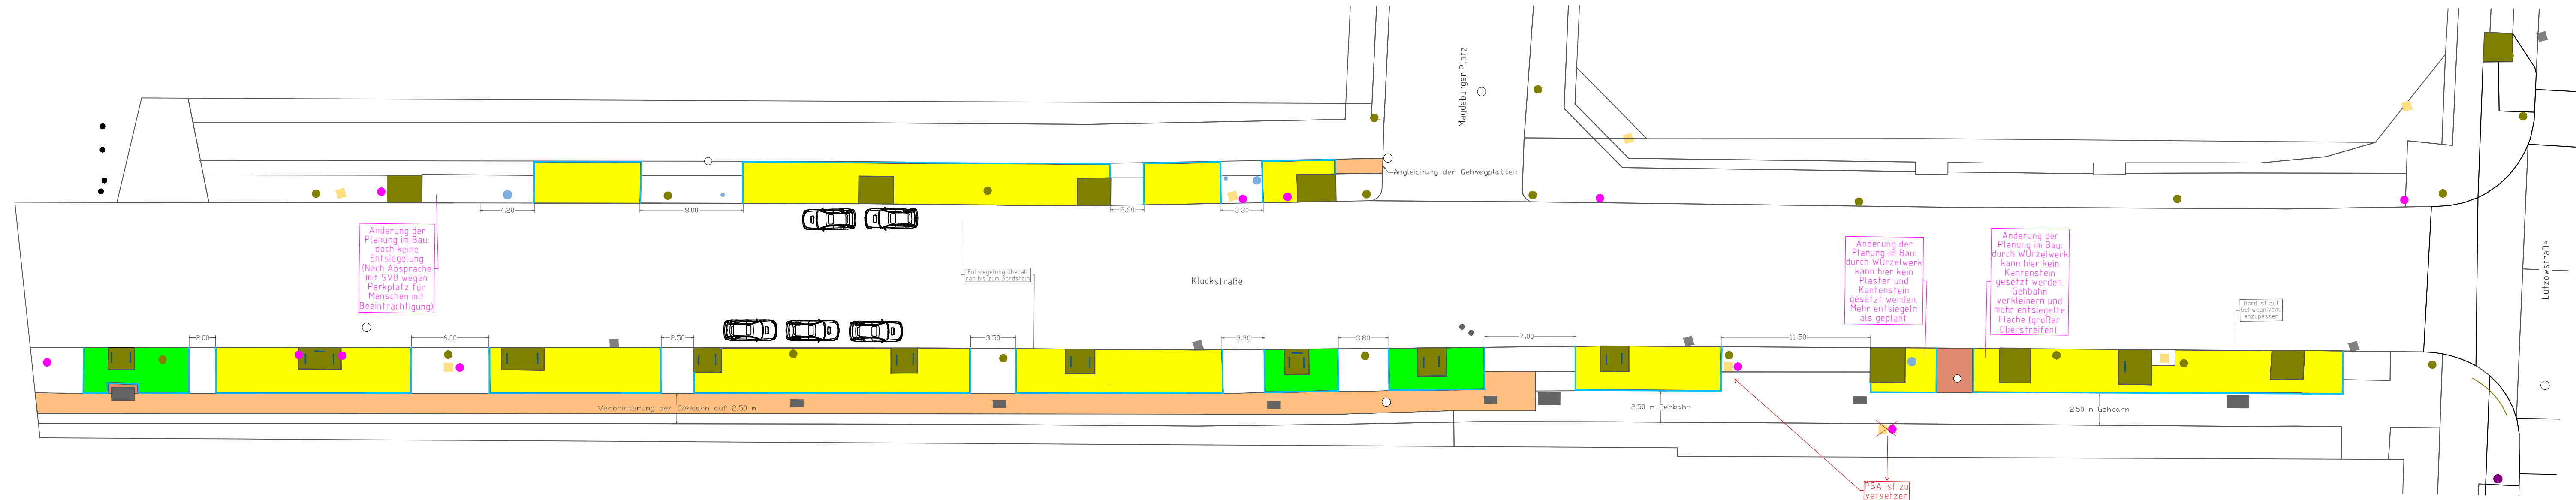 Magdeburger Platz
Angleichung der Gehwegplatten
4.20
8.00
2.60
3.30
Änderung der
Planung im Bau:
doch keine
Entsiegelung
(Nach Absprache
mit SVB wegen
Parkplatz für
Menschen mit
Beeinträchtigung)
Entsiegelung überall
ran bis zum Bordstein
Kluckstraße
Änderung der
Planung im Bau:
durch WUrzelwerk
kann hier kein
Plaster und
Kantenstein
gesetzt werden.
Mehr entsiegeln
als geplant
Änderung der
Planung im Bau:
durch WUrzelwerk
kann hier kein
Kantenstein
gesetzt werden.
Gehbahn
verkleinern und
mehr entsiegelte
Fläche (großer
Oberstreifen)
Lützowstraße
Bord ist auf
Gehwegniveau
anzupassen
2.00
6.00
2.50
3.50
3.30
3.80
7,00
11,50
Verbreiterung der Gehbahn auf 2,50 m
2.50 m Gehbahn
2.50 m Gehbahn
PSA ist zu
versetzen